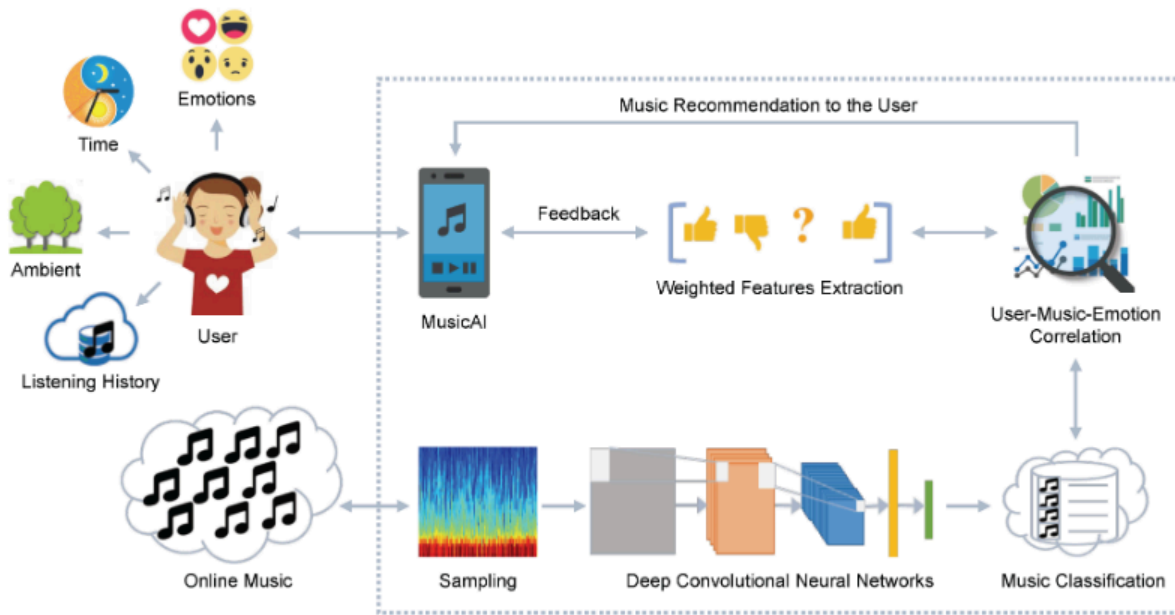 Emotions
Music Recommendation to the User
Time
Feedback
Ambient
Weighted Features Extraction
MusicAI
User
User-Music-Emotion
Correlation
Listening History
Online Music
Sampling
Deep Convolutional Neural Networks
Music Classification